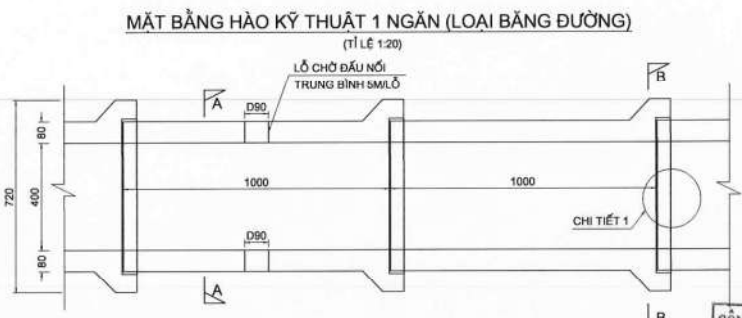 MẶT BẰNG HÀO KỸ THUẬT 1 NGĂN (LOẠI BĂNG ĐƯỜNG)
(TỈ LỆ 1:20)
LỖ CHỜ ĐẤU NỐI
TRUNG BÌNH 5M/LỖ
A
B
D90
80
720
400
1000
1000
CHI TIẾT 1
D90
80
A
B